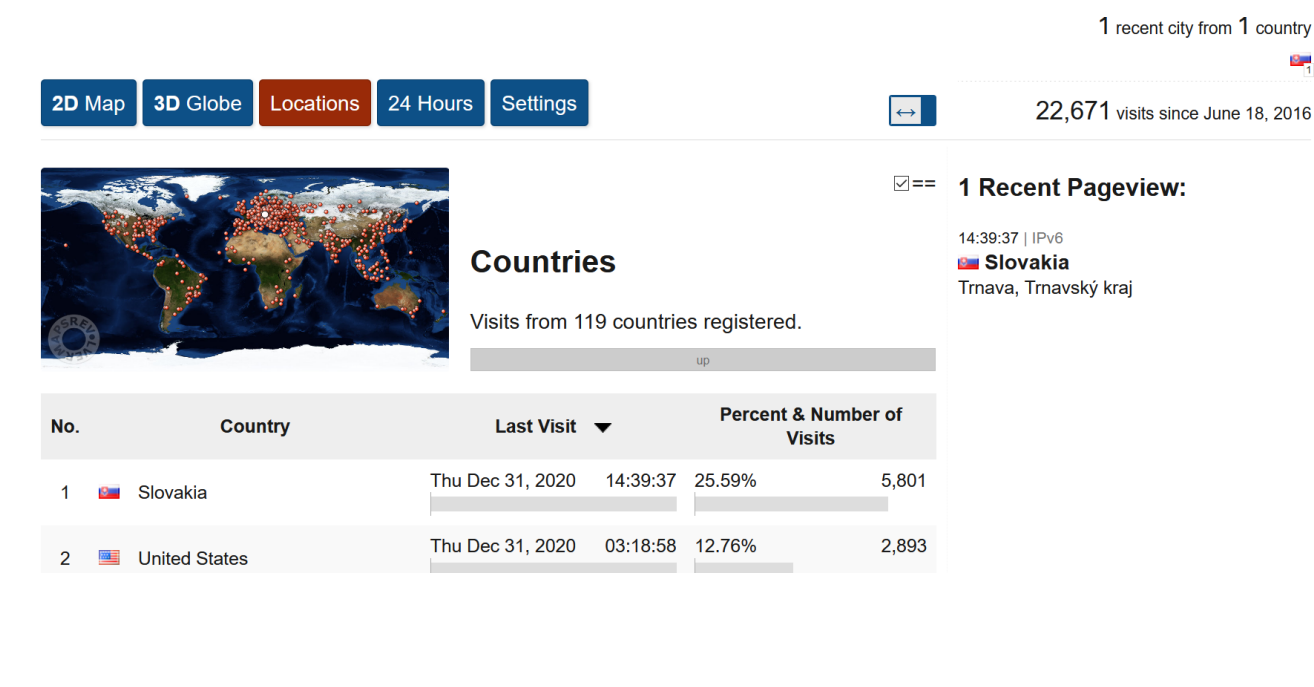 1 recent city from 1 country
1
2D Map 3D Globe Locations 24 Hours Settings ↔
22,671 visits since June 18, 2016
==
1 Recent Pageview:
14:39:37 | IPv6
Slovakia
Trnava, Trnavský kraj
Countries
Visits from 119 countries registered.
up
No. Country Last Visit ▼ Percent & Number of
Visits
1 Slovakia Thu Dec 31, 2020 14:39:37 25.59% 5,801
2 United States Thu Dec 31, 2020 03:18:58 12.76% 2,893